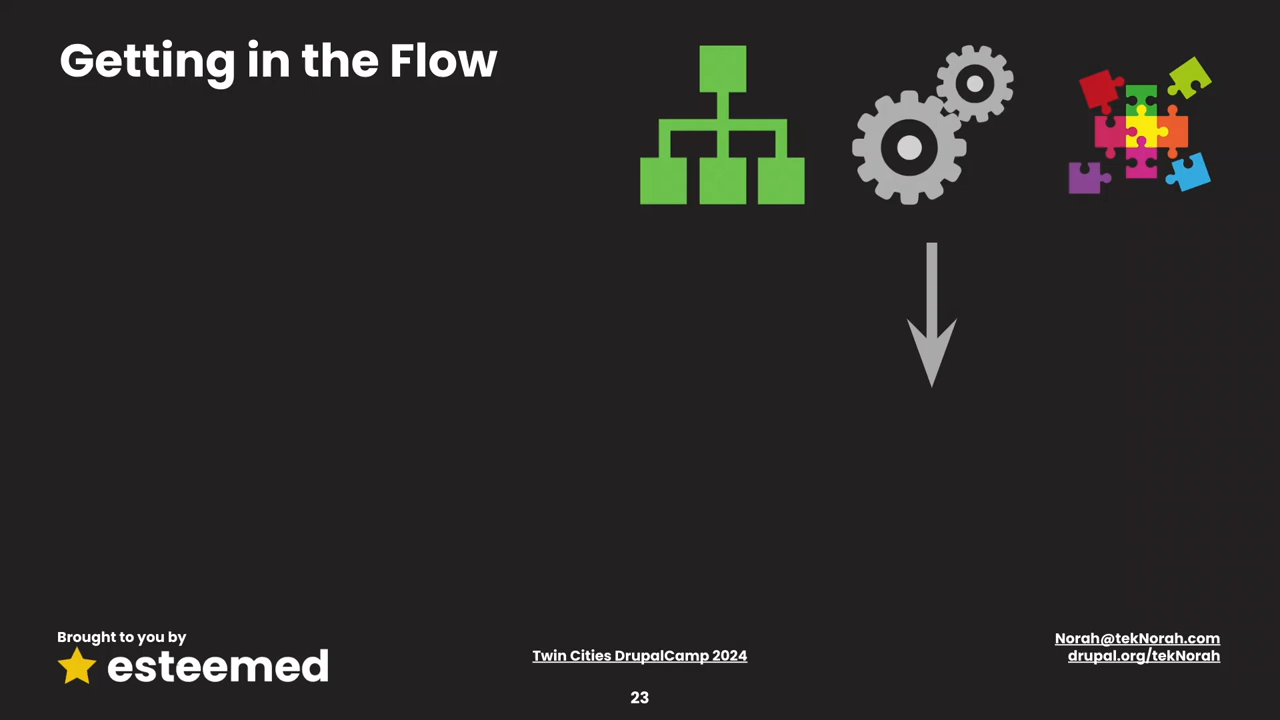 Getting in the Flow
Brought to you by
esteemed
Twin Cities DrupalCamp 2024
Norah@tekNorah.com
drupal.org/tekNorah
23